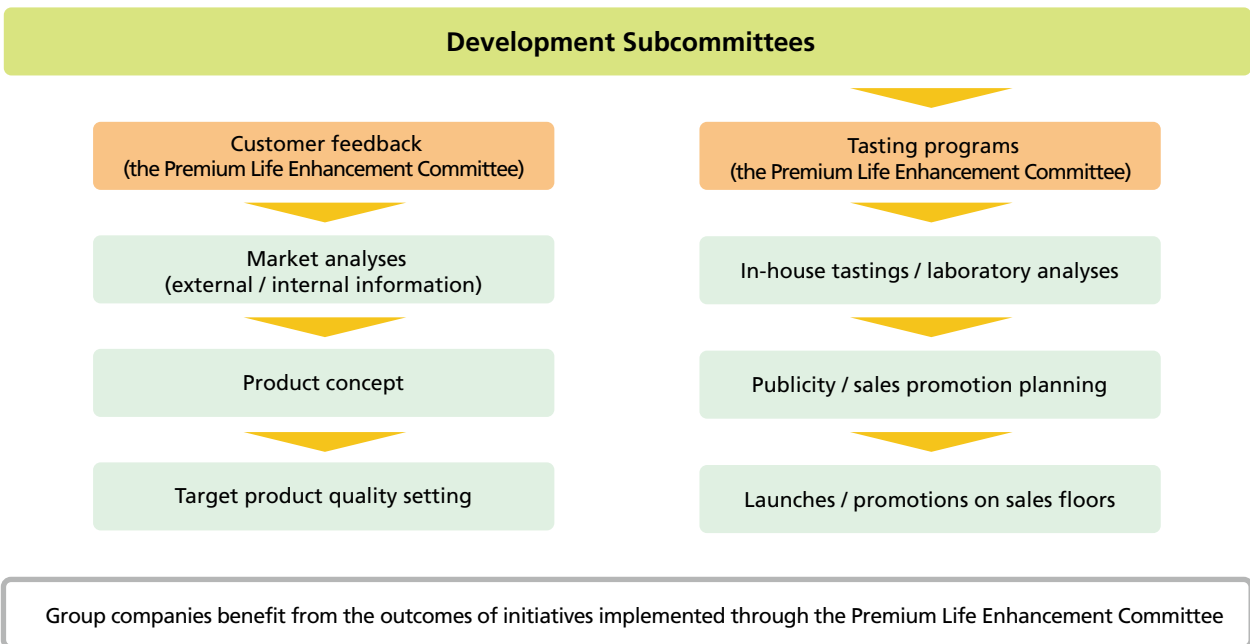 Development Subcommittees
Customer feedback
(the Premium Life Enhancement Committee)
Market analyses
(external / internal information)
Product concept
Target product quality setting
Tasting programs
(the Premium Life Enhancement Committee)
In-house tastings / laboratory analyses
Publicity / sales promotion planning
Launches / promotions on sales floors
Group companies benefit from the outcomes of initiatives implemented through the Premium Life Enhancement Committee